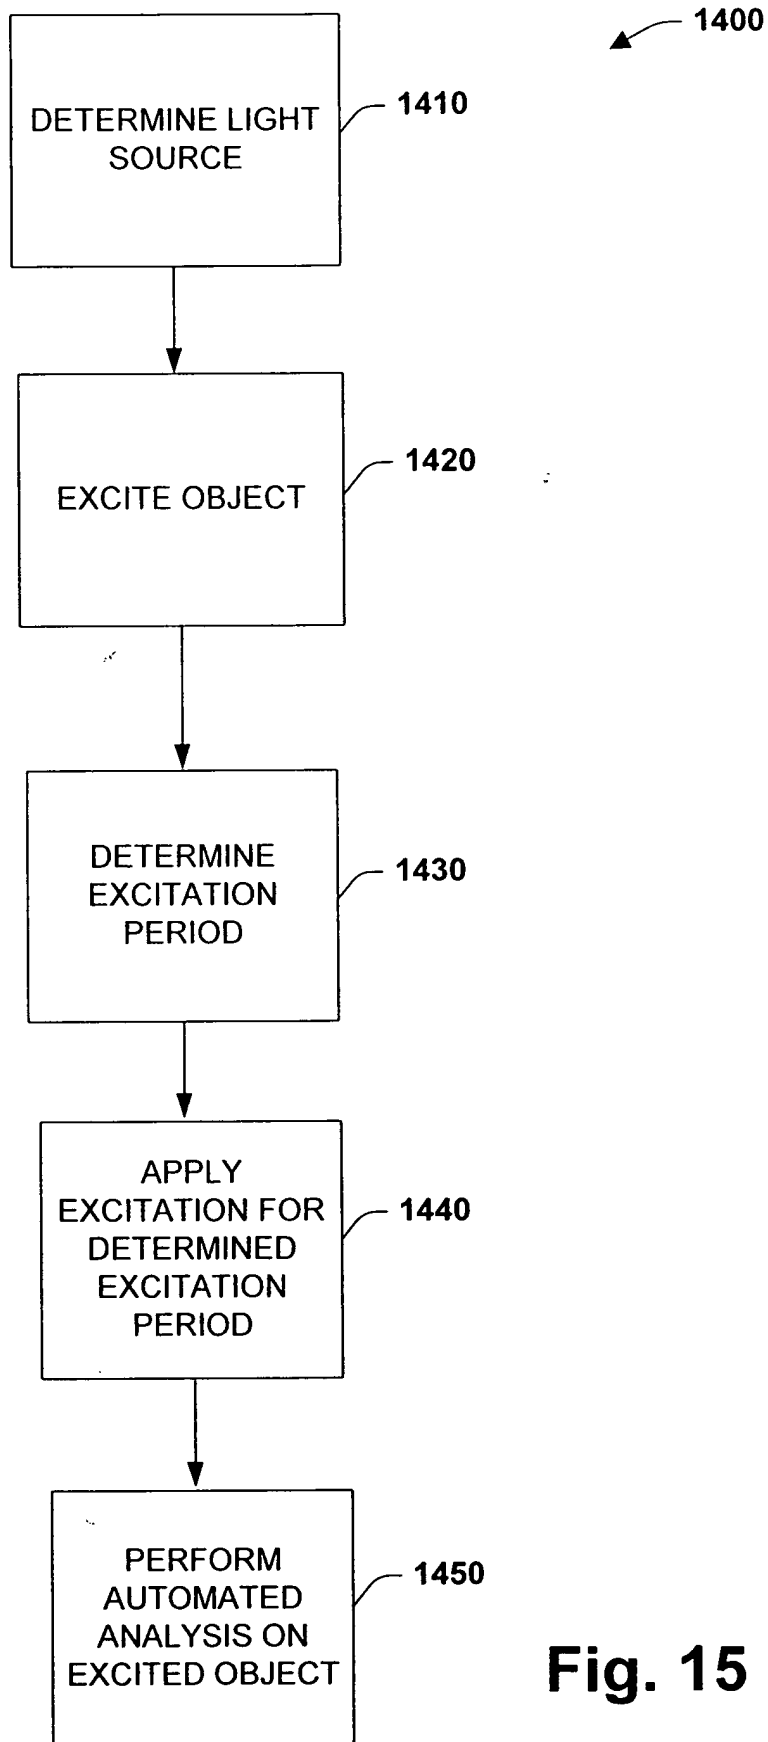 1400
DETERMINE LIGHT
SOURCE
1410
EXCITE OBJECT
1420
DETERMINE
EXCITATION
PERIOD
1430
APPLY
EXCITATION FOR
DETERMINED
EXCITATION
PERIOD
1440
PERFORM
AUTOMATED
ANALYSIS ON
EXCITED OBJECT
1450
Fig. 15